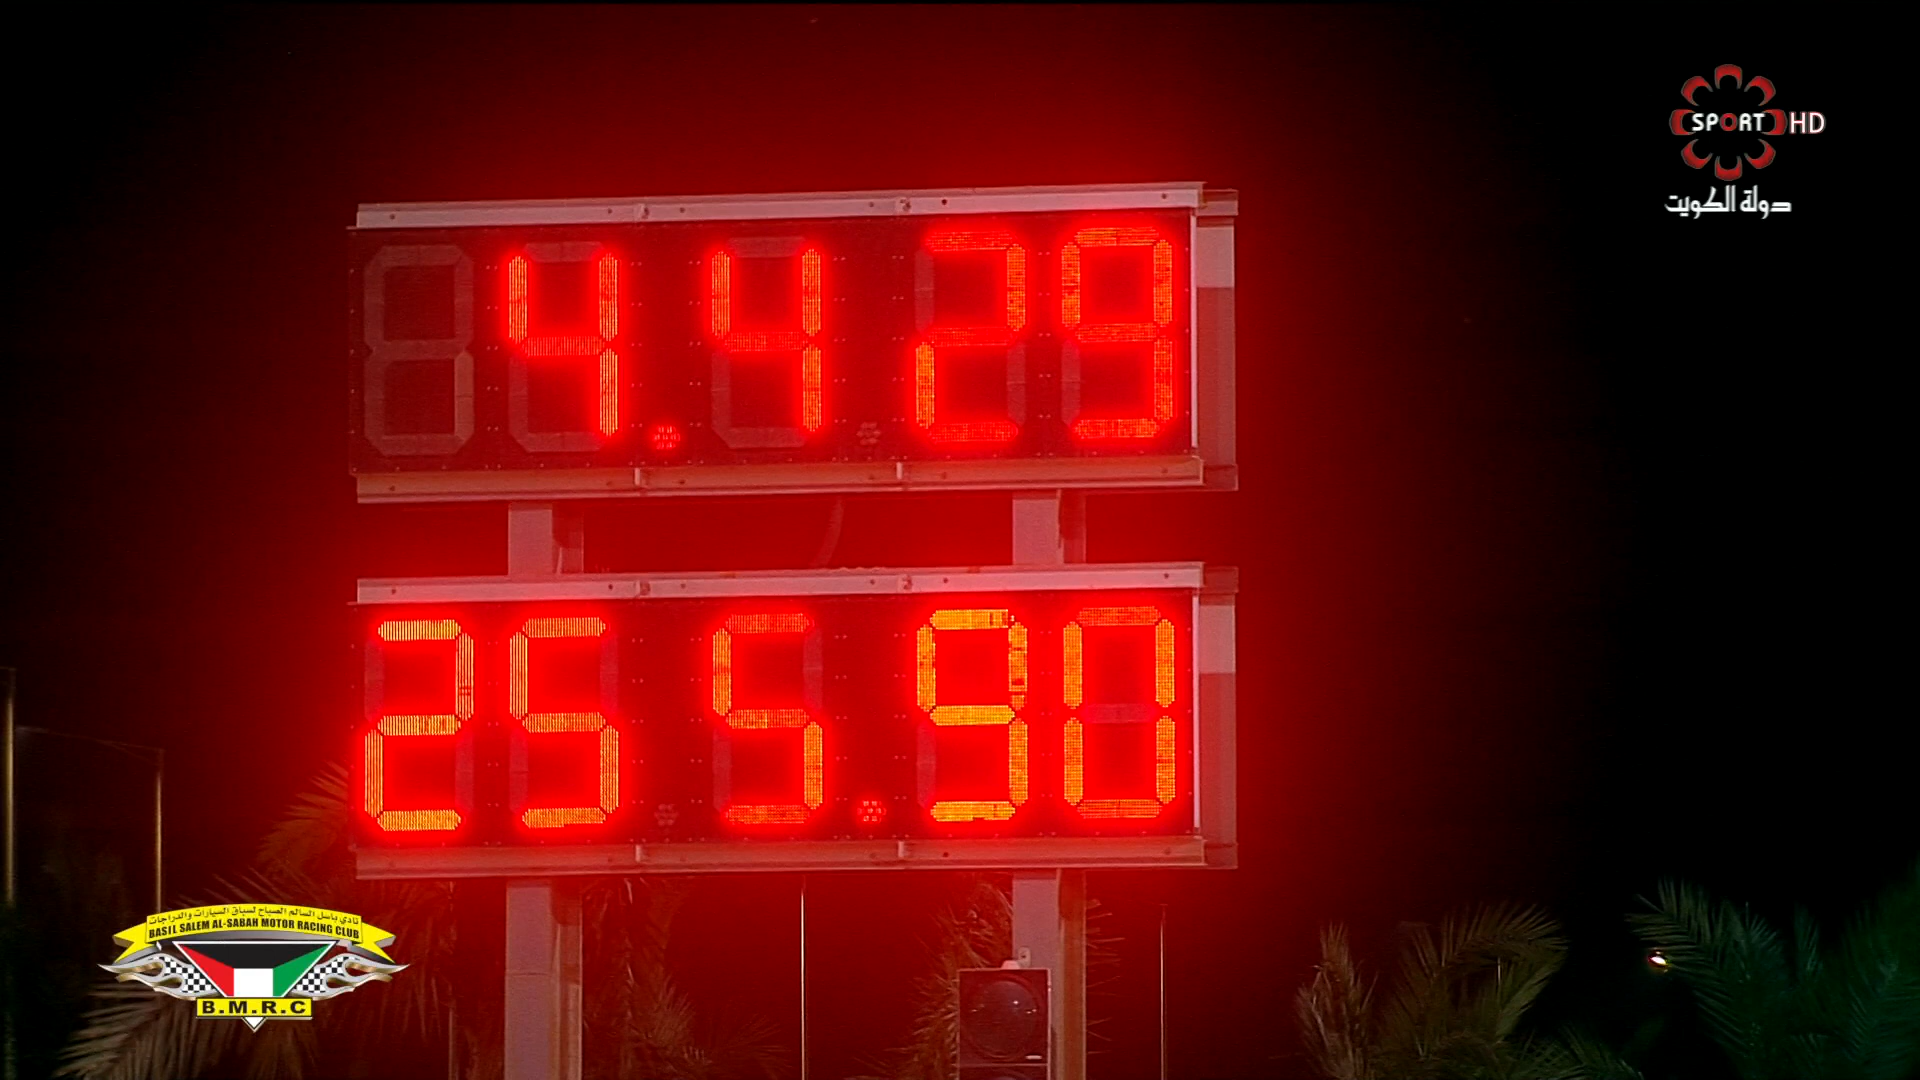 SPORT HD
دولة الكويت
4.429
255.90
نادي باسل السالم الصباح لسباق السيارات والدراجات
BASIL SALEM AL-SABAH MOTOR RACING CLUB
B.M.R.C